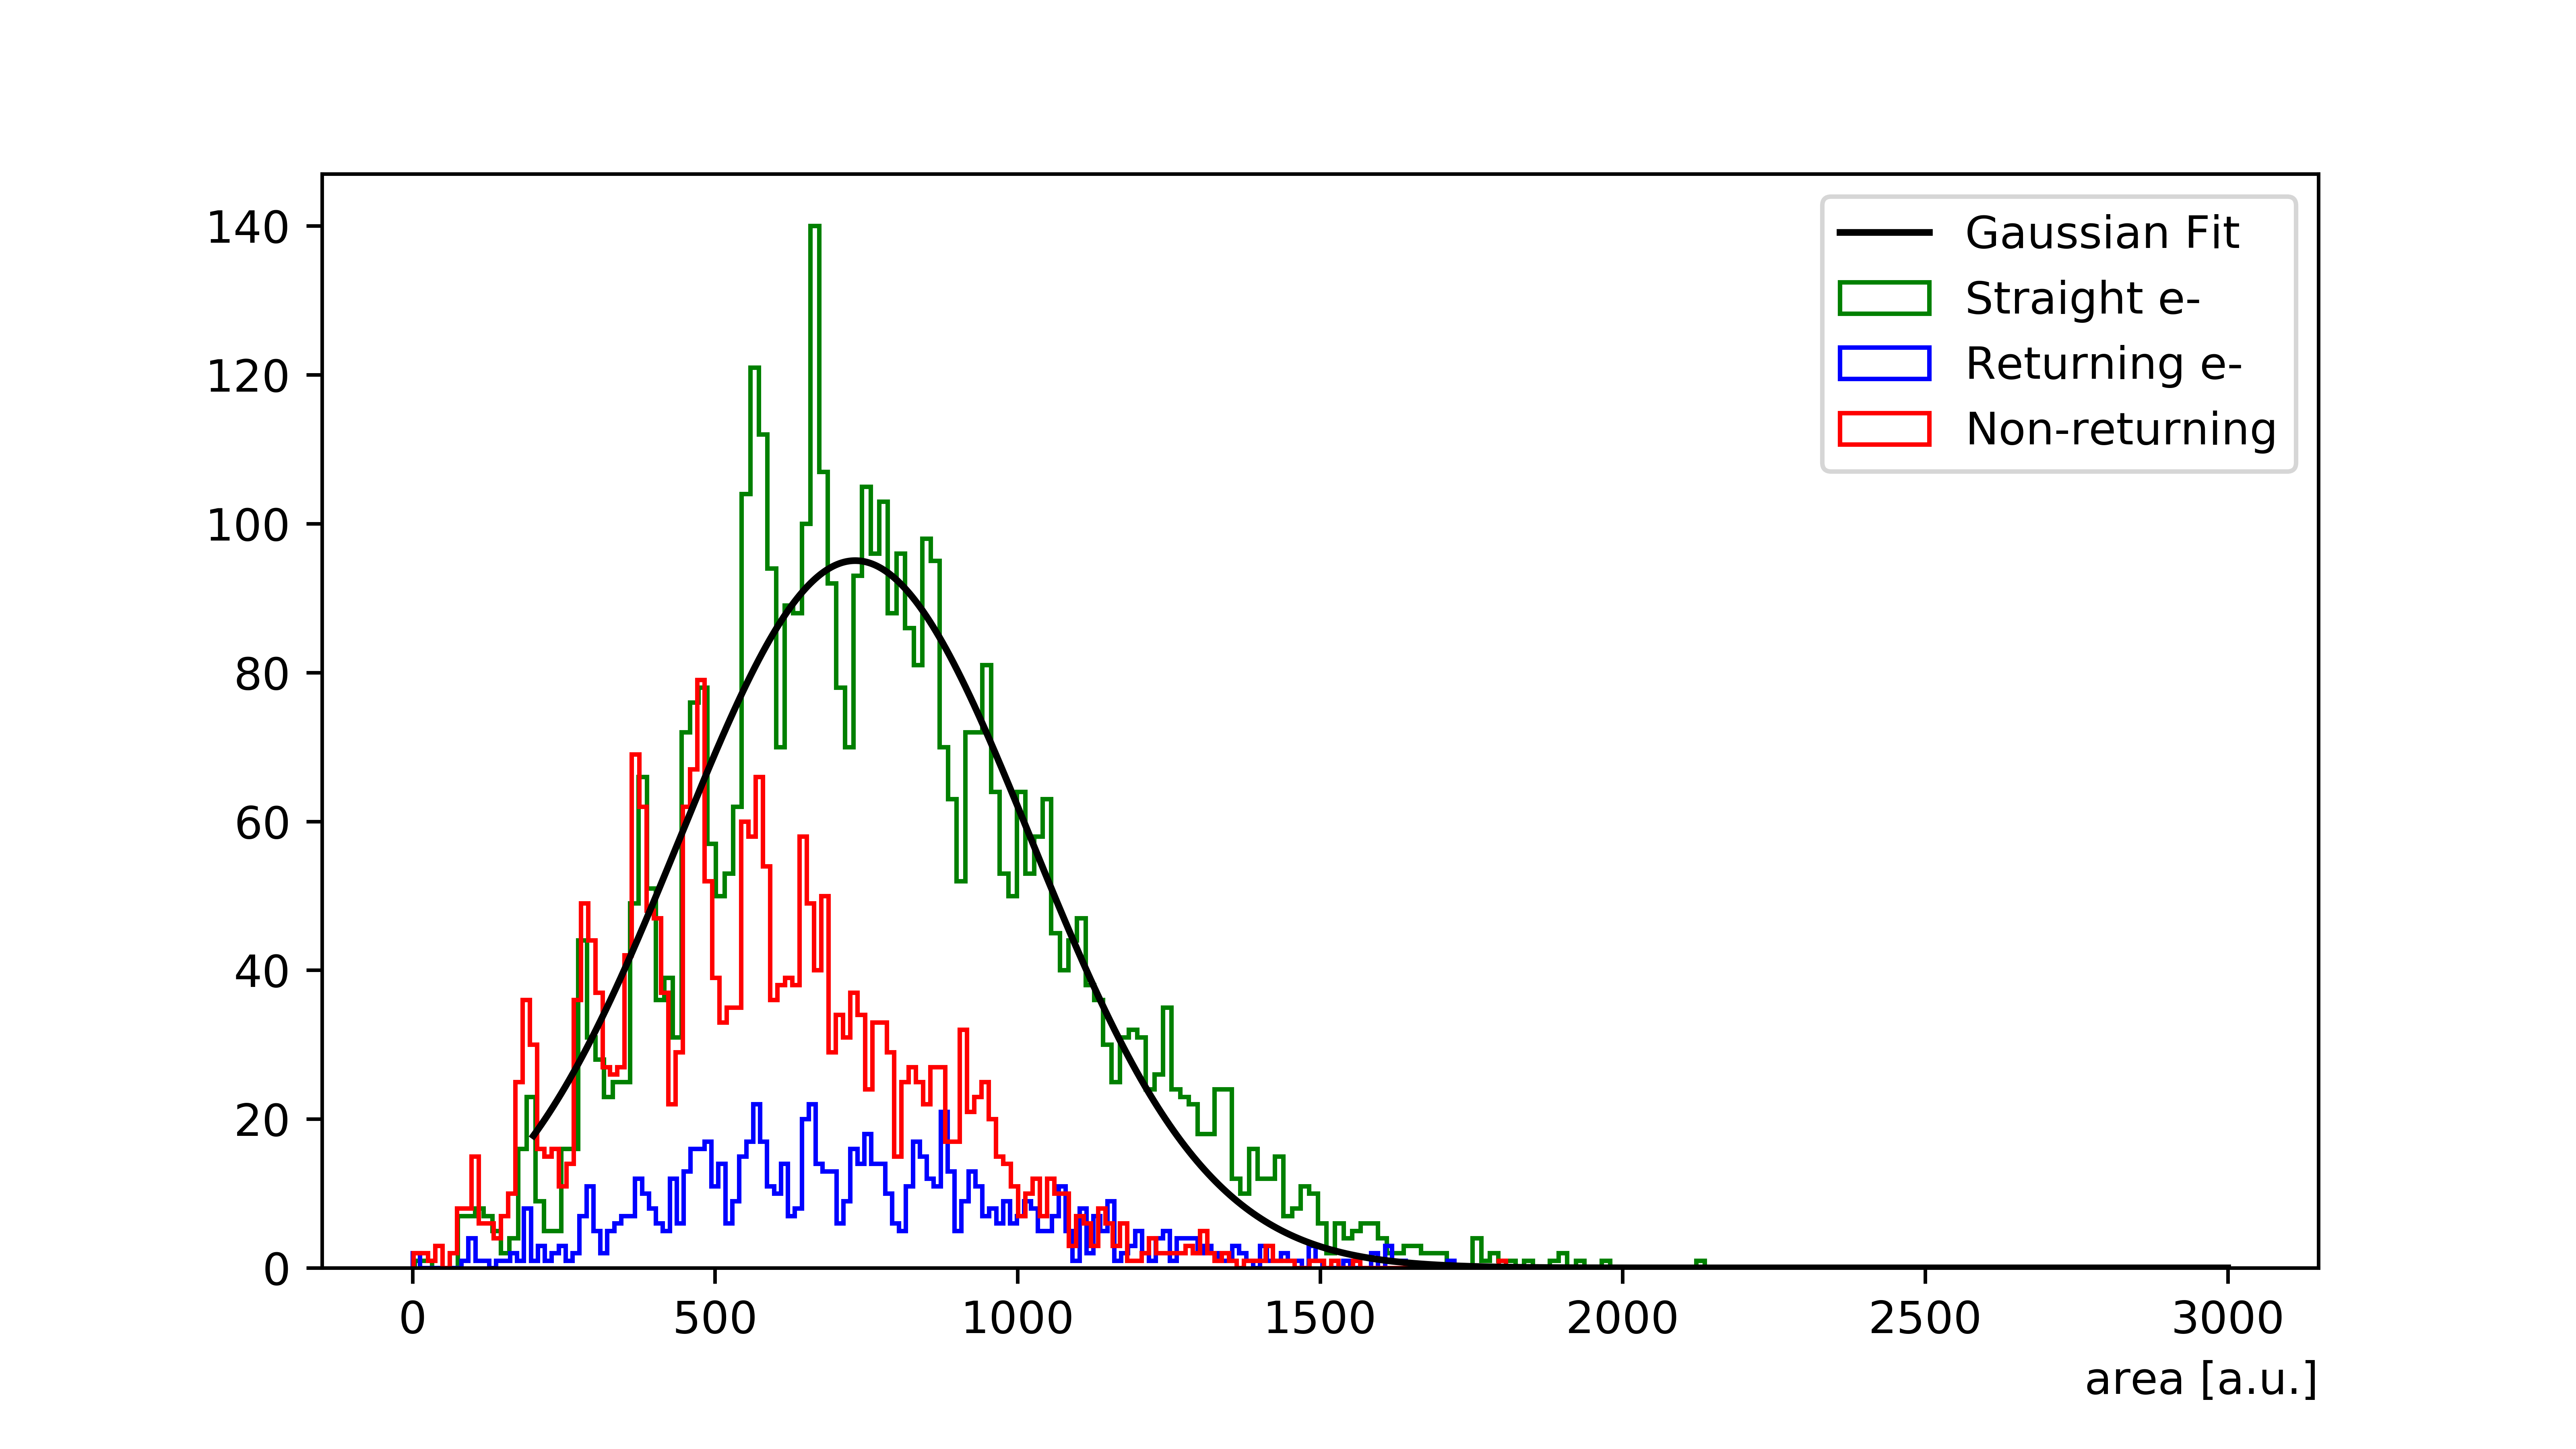 140
120
100
80
60
40
20
0
0 500 1000 1500 2000 2500 3000
area [a.u.]
Gaussian Fit
Straight e-
Returning e-
Non-returning